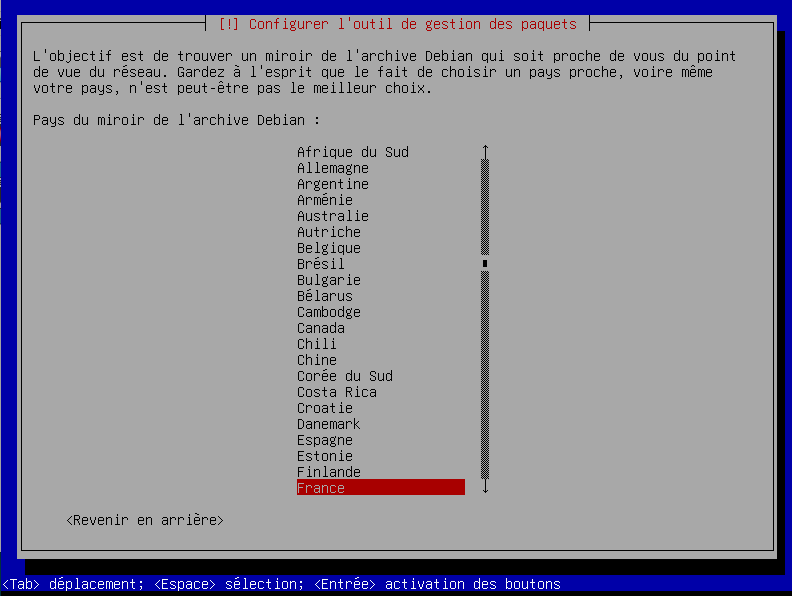 [!] Configurer l'outil de gestion des paquets
L'objectif est de trouver un miroir de l'archive Debian qui soit proche de vous du point
de vue du réseau. Gardez à l'esprit que le fait de choisir un pays proche, voire même
votre pays, n'est peut-être pas le meilleur choix.
Pays du miroir de l'archive Debian :
Afrique du Sud
Allemagne
Argentine
Arménie
Australie
Autriche
Belgique
Brésil
Bulgarie
Bélarus
Cambodge
Canada
Chili
Chine
Corée du Sud
Costa Rica
Croatie
Danemark
Espagne
Estonie
Finlande
France
<Revenir en arrière>
<Tab> déplacement; <Espace> sélection; <Entrée> activation des boutons